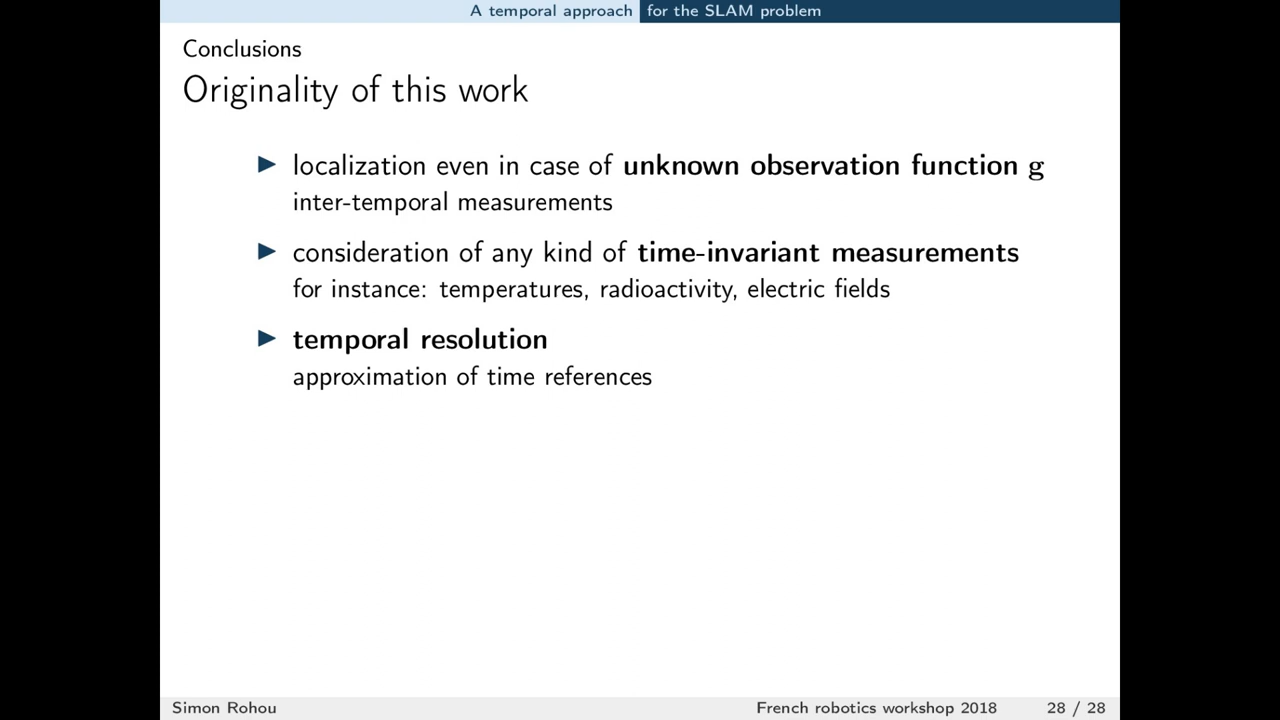 A temporal approach for the SLAM problem
Conclusions
Originality of this work
▶ localization even in case of unknown observation function g
inter-temporal measurements
▶ consideration of any kind of time-invariant measurements
for instance: temperatures, radioactivity, electric fields
▶ temporal resolution
approximation of time references
Simon Rohou French robotics workshop 2018 28 / 28